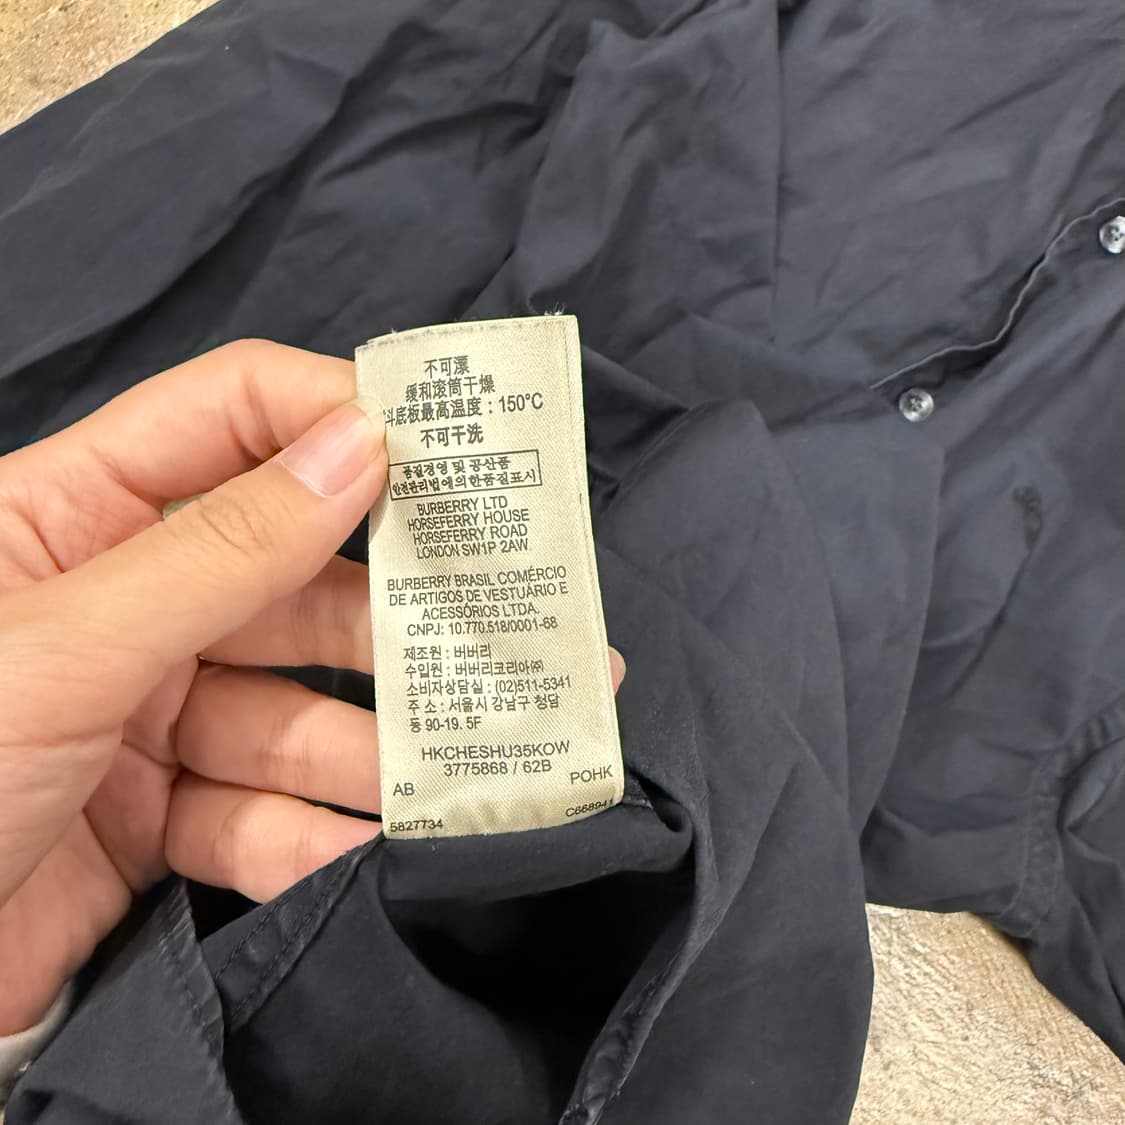 不可漂
缓和滚筒干燥
斗底板最高温度：150°C
不可干洗
품질경영 및 공산품
안전관리법에의한품질표시
BURBERRY LTD
HORSEFERRY HOUSE
HORSEFERRY ROAD
LONDON SW1P 2AW
BURBERRY BRASIL COMÉRCIO
DE ARTIGOS DE VESTUÁRIO E
ACESSÓRIOS LTDA.
CNPJ: 10.770.518/0001-68
제조원 : 버버리
수입원 : 버버리코리아㈜
소비자상담실 : (02)511-5341
주 소 : 서울시 강남구 청담
동 90-19. 5F
HKCHESHU35KOW
3775868 / 62B
AB POHK
5827734 C668941